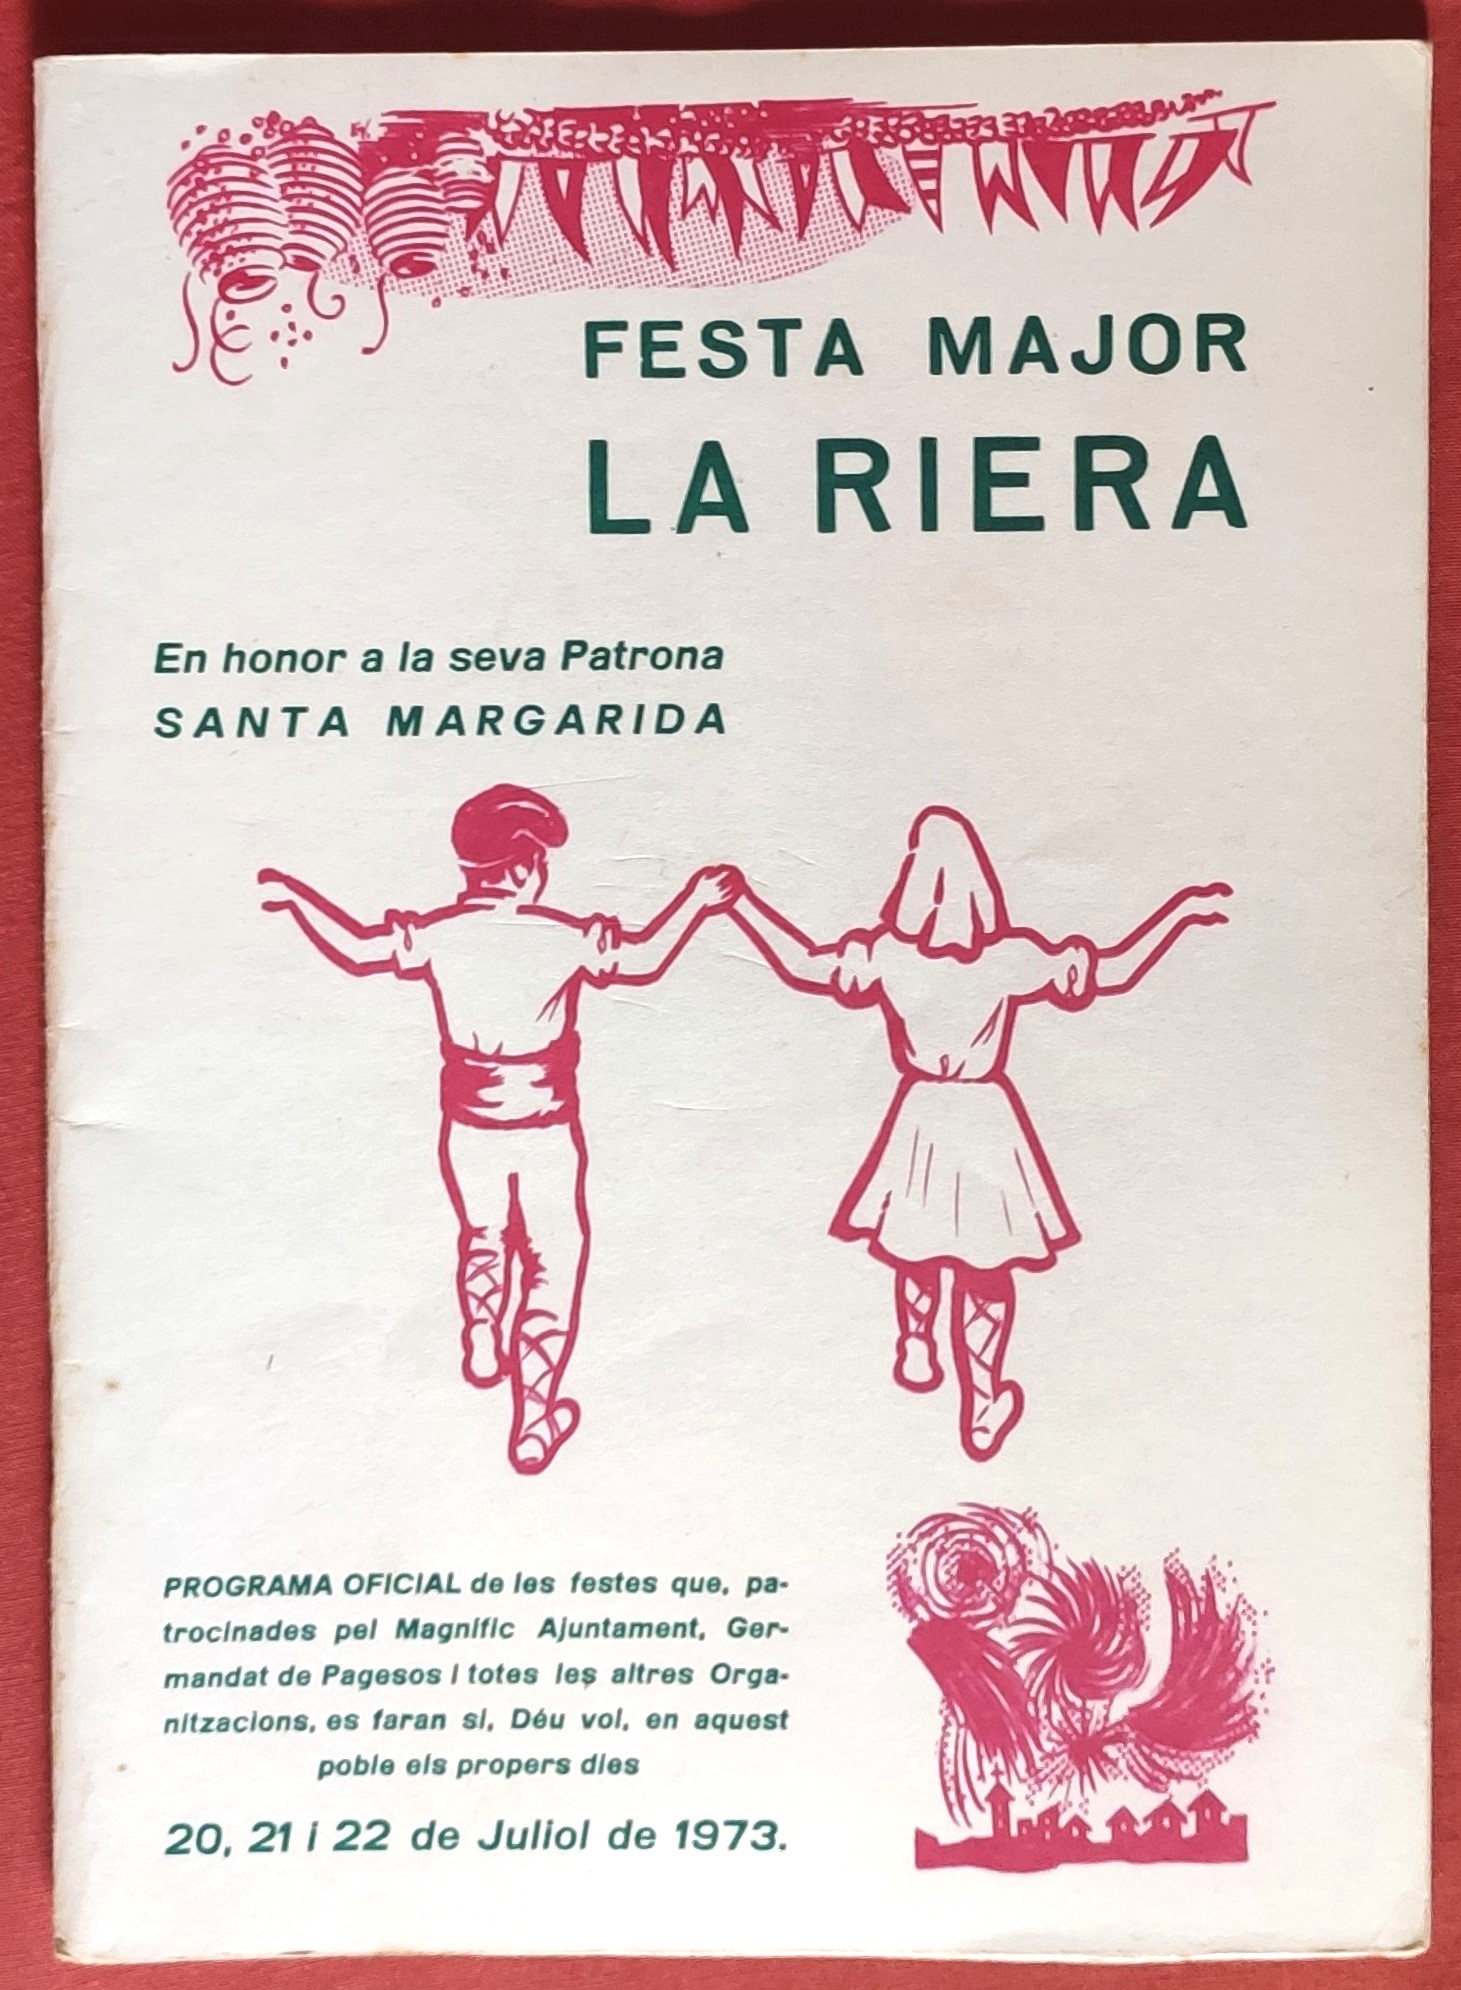 FESTA MAJOR
LA RIERA
En honor a la seva Patrona
SANTA MARGARIDA
PROGRAMA OFICIAL de les festes que, pa-
trocinades pel Magnífic Ajuntament, Ger-
mandat de Pagesos i totes les altres Orga-
nitzacions, es faran si, Déu vol, en aquest
poble els propers dies
20, 21 i 22 de Juliol de 1973.